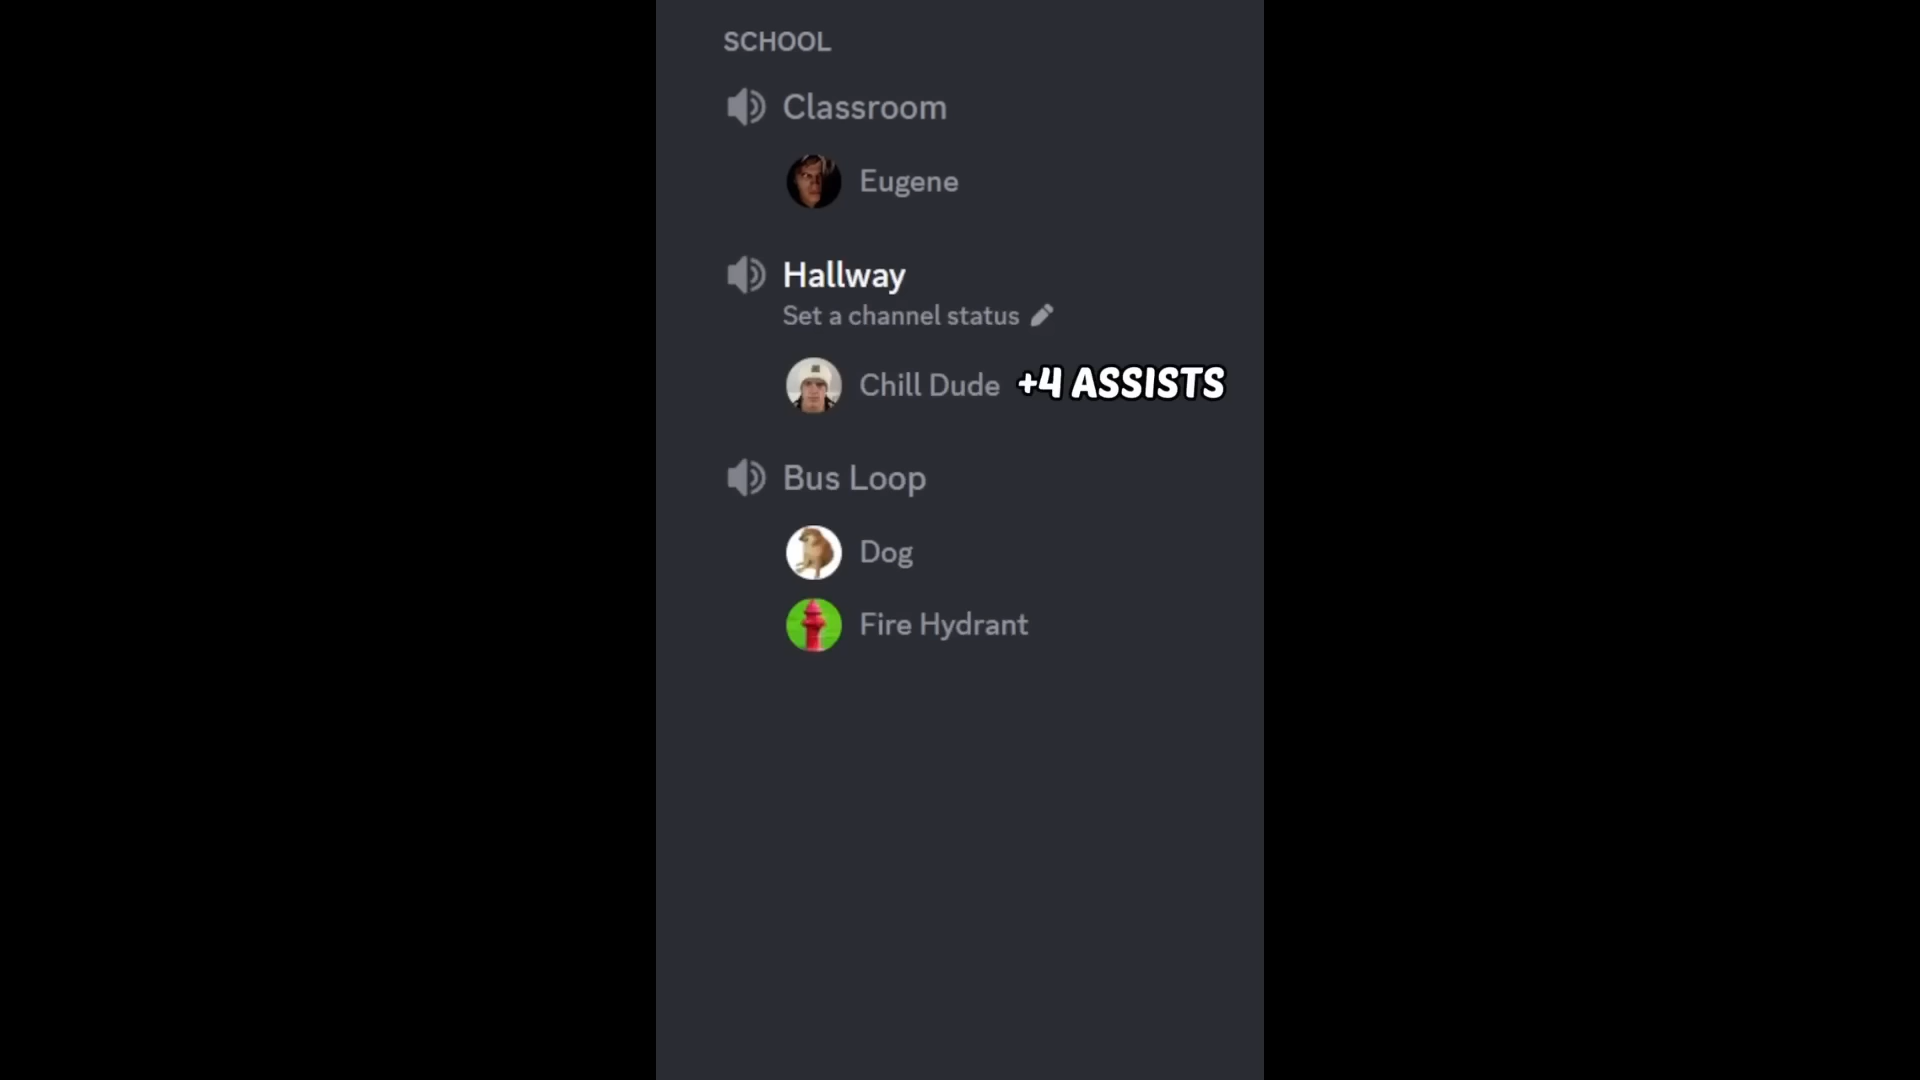 SCHOOL
Classroom
Eugene
Hallway
Set a channel status
Chill Dude +4 ASSISTS
Bus Loop
Dog
Fire Hydrant